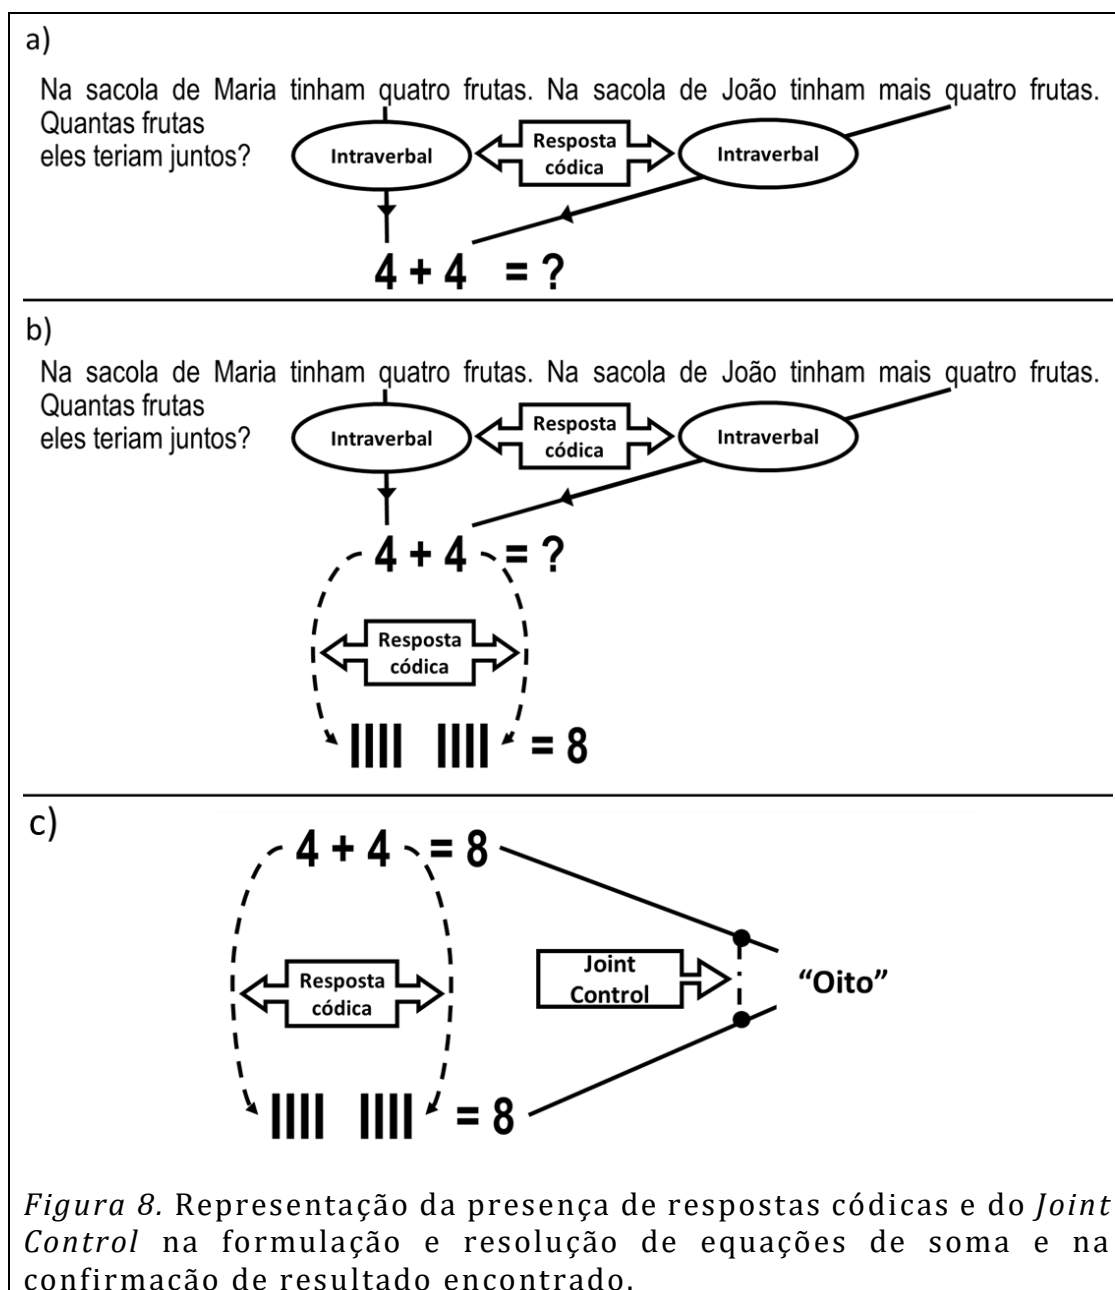 a)
Na sacola de Maria tinham quatro frutas. Na sacola de João tinham mais quatro frutas.
Quantas frutas
eles teriam juntos?
Intraverbal
Resposta
códica
Intraverbal
4 + 4 = ?
b)
Na sacola de Maria tinham quatro frutas. Na sacola de João tinham mais quatro frutas.
Quantas frutas
eles teriam juntos?
Intraverbal
Resposta
códica
Intraverbal
4 + 4 = ?
Resposta
códica
|||| |||| = 8
c)
4 + 4 = 8
Resposta
códica
Joint
Control
“Oito”
|||| |||| = 8
Figura 8. Representação da presença de respostas códicas e do Joint
Control na formulação e resolução de equações de soma e na
confirmação de resultado encontrado.